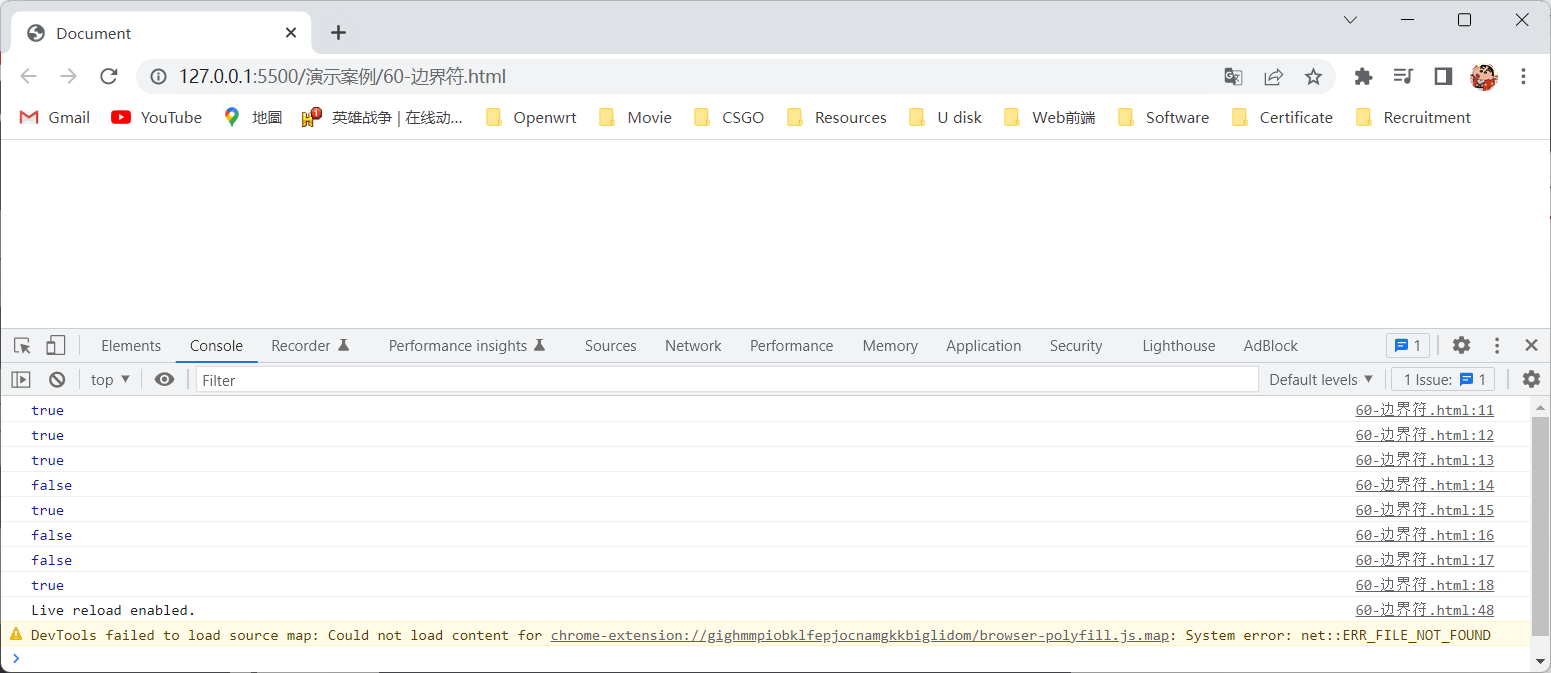 Document
127.0.0.1:5500/演示案例/60-边界符.html
Gmail YouTube 地圖 英雄战争 | 在线动... Openwrt Movie CSGO Resources U disk Web前端 Software Certificate Recruitment
Elements Console Recorder Performance insights Sources Network Performance Memory Application Security Lighthouse AdBlock 1
top Filter Default levels 1 Issue: 1
true 60-边界符.html:11
true 60-边界符.html:12
true 60-边界符.html:13
false 60-边界符.html:14
true 60-边界符.html:15
false 60-边界符.html:16
false 60-边界符.html:17
true 60-边界符.html:18
Live reload enabled. 60-边界符.html:48
DevTools failed to load source map: Could not load content for chrome-extension://gighmmpiobklfepjocnamgkkbiglidom/browser-polyfill.js.map: System error: net::ERR_FILE_NOT_FOUND